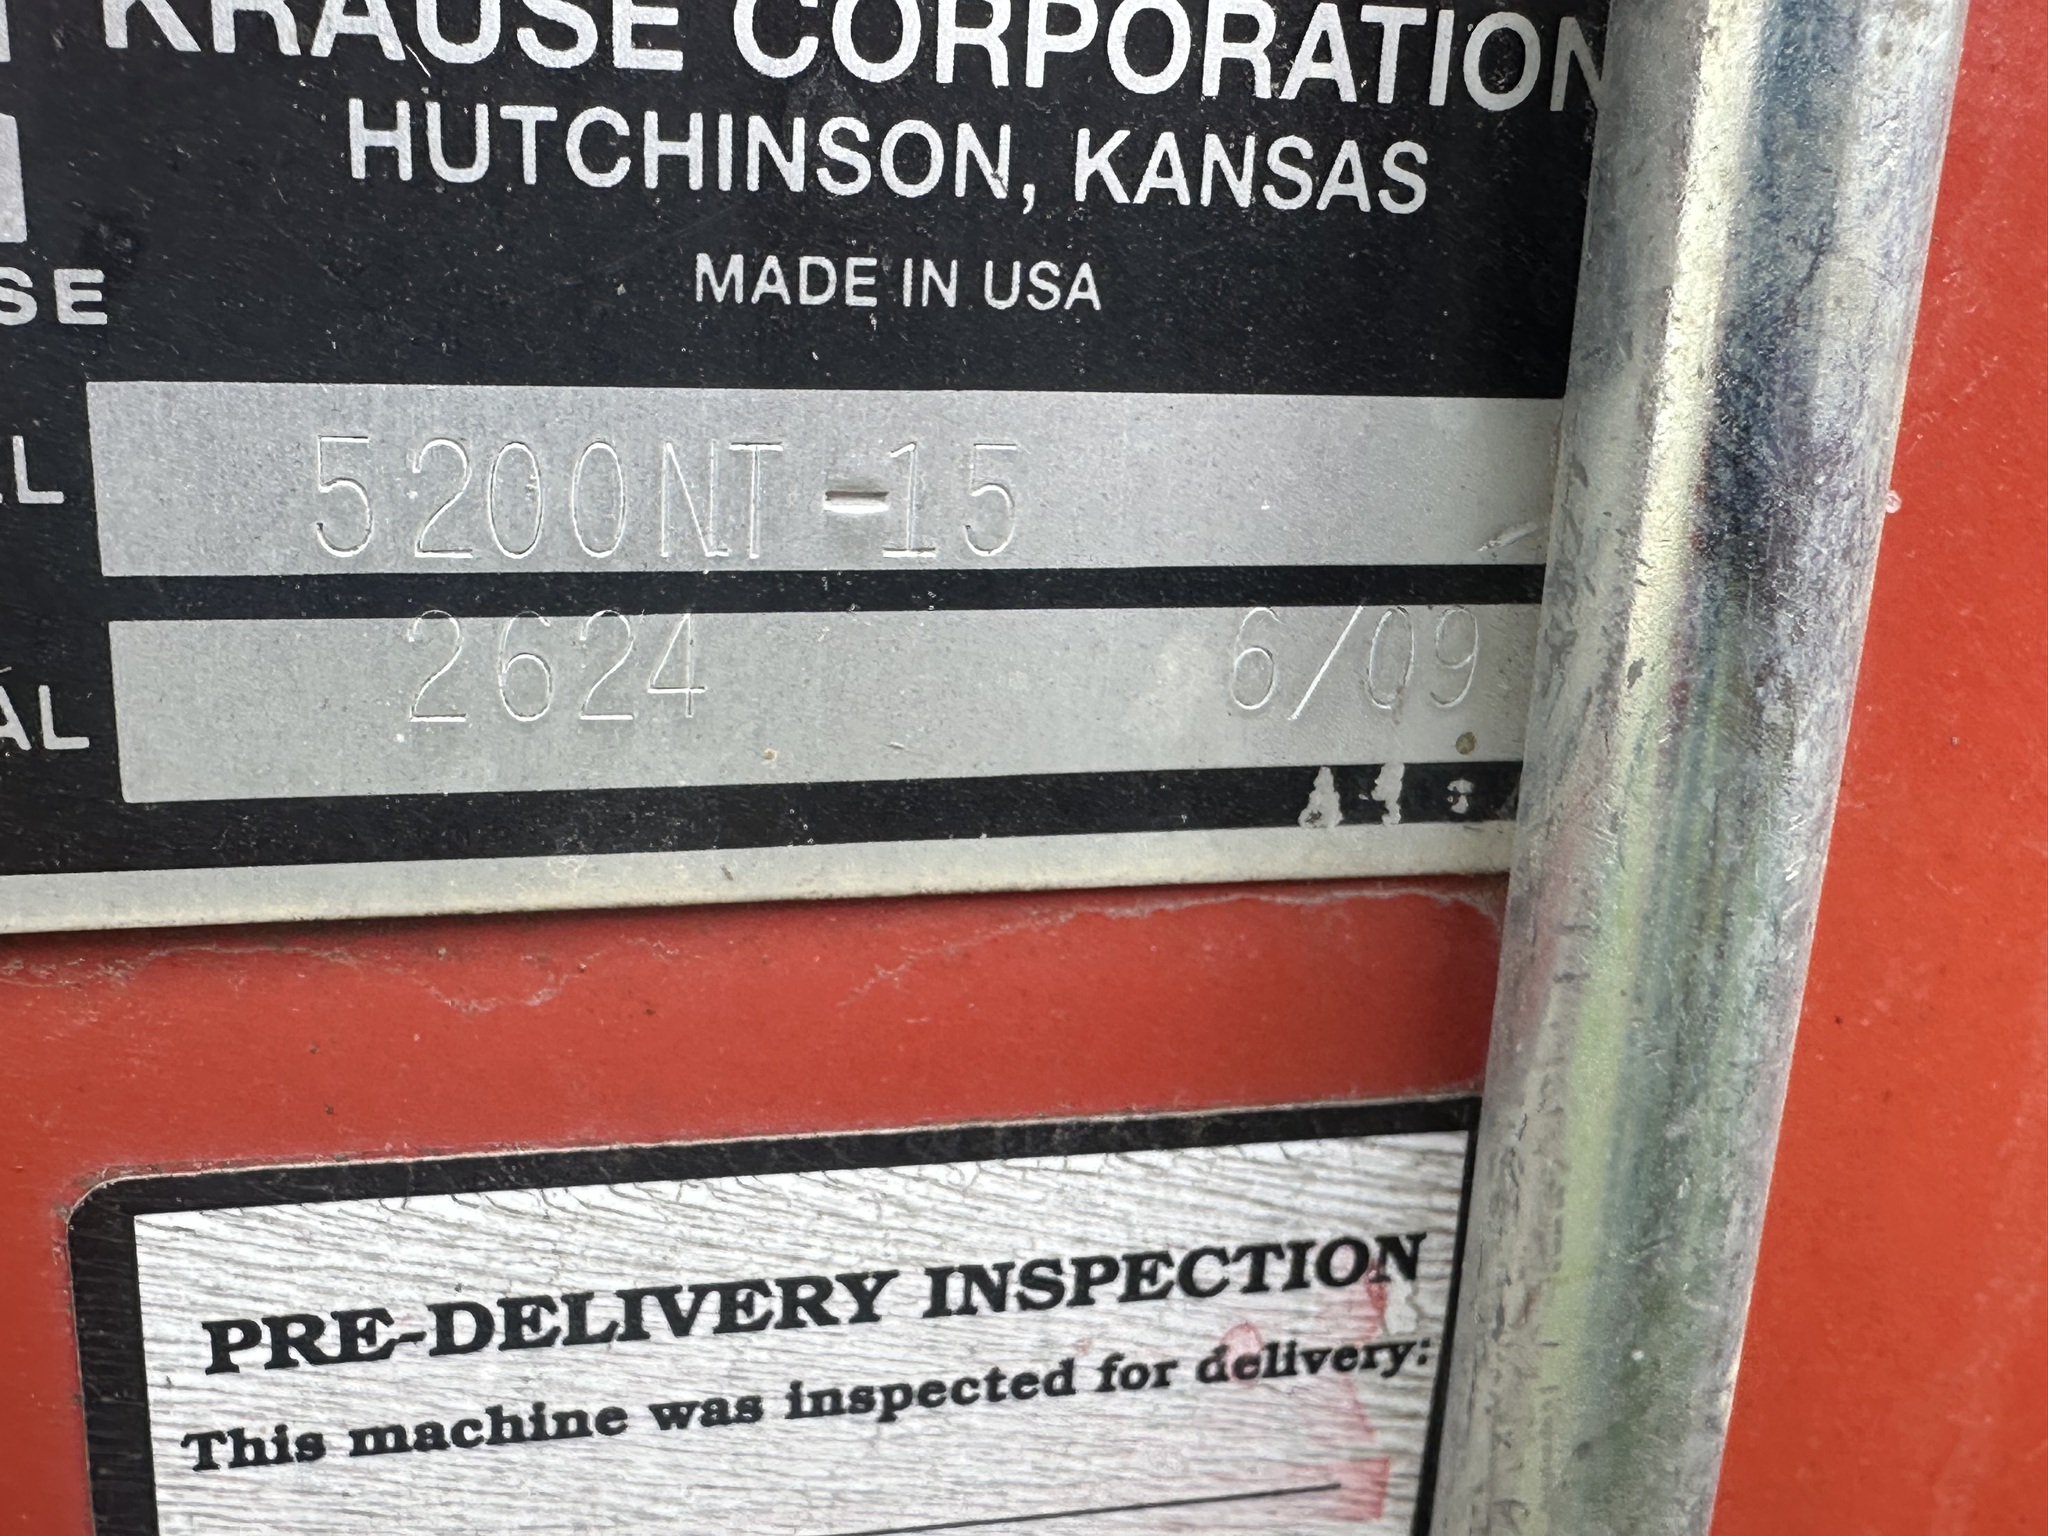 KRAUSE CORPORATION
HUTCHINSON, KANSAS
MADE IN USA
SE
L 5200NT-15
AL 2624 6/09
PRE-DELIVERY INSPECTION
This machine was inspected for delivery: